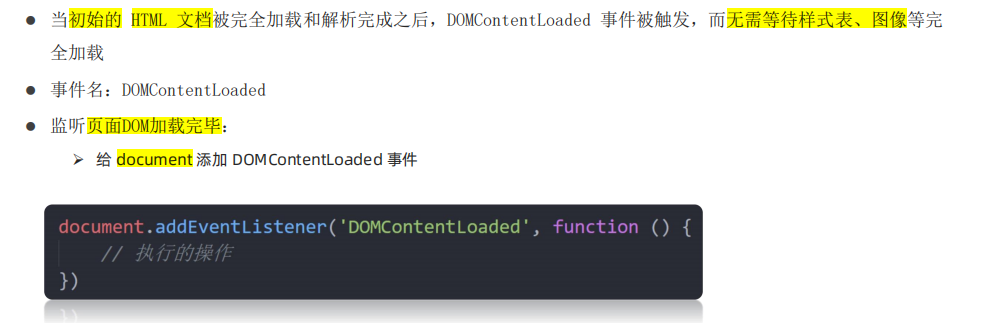 ● 当初始的 HTML 文档被完全加载和解析完成之后，DOMContentLoaded 事件被触发，而无需等待样式表、图像等完
全加载
● 事件名：DOMContentLoaded
● 监听页面DOM加载完毕：
➢ 给 document 添加 DOMContentLoaded 事件
document.addEventListener('DOMContentLoaded', function () {
// 执行的操作
})